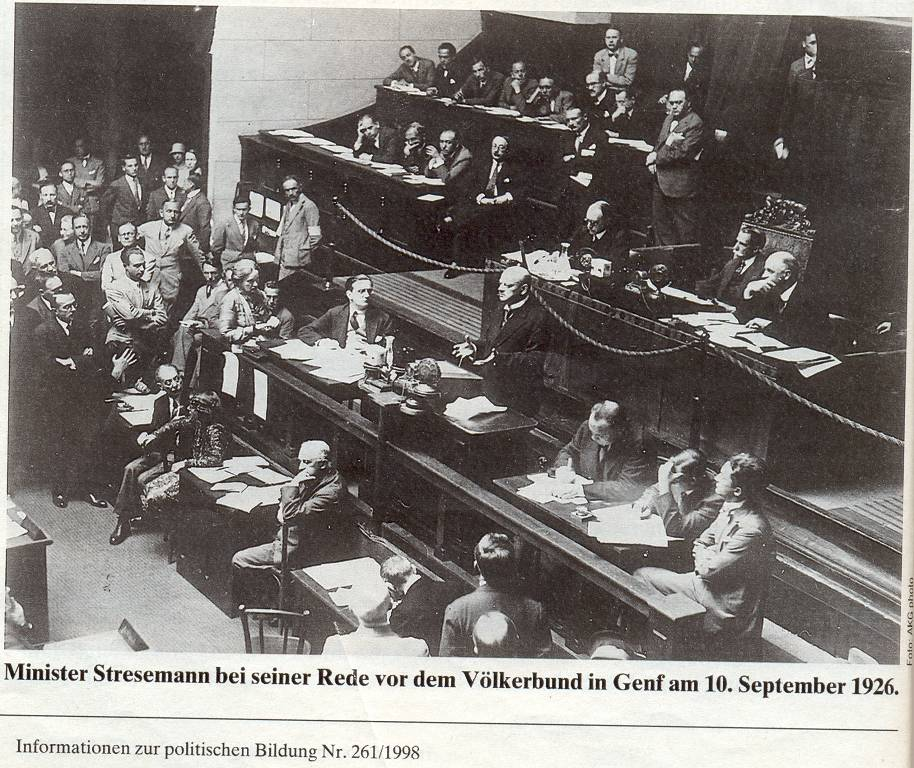 Foto: AKG photo
Minister Stresemann bei seiner Rede vor dem Völkerbund in Genf am 10. September 1926.
Informationen zur politischen Bildung Nr. 261/1998